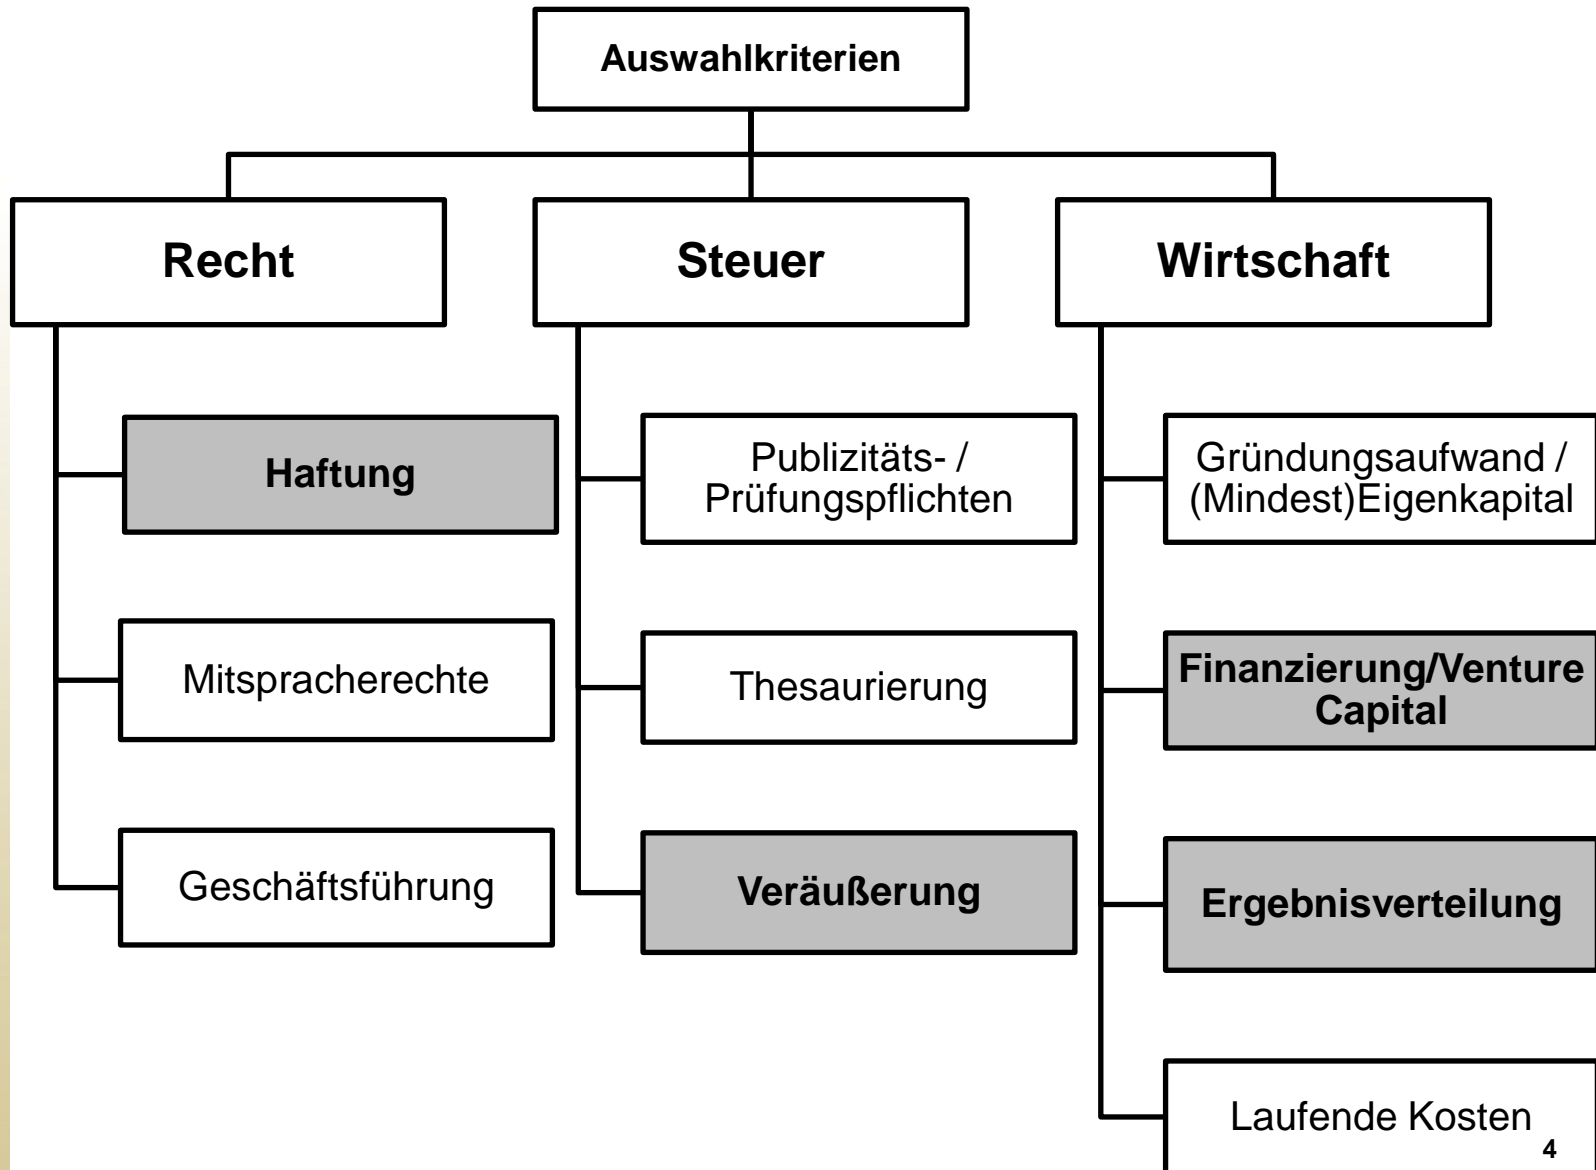 Auswahlkriterien
Recht
Haftung
Mitspracherechte
Geschäftsführung
Steuer
Publizitäts- /
Prüfungspflichten
Thesaurierung
Veräußerung
Wirtschaft
Gründungsaufwand /
(Mindest)Eigenkapital
Finanzierung/Venture
Capital
Ergebnisverteilung
Laufende Kosten
4